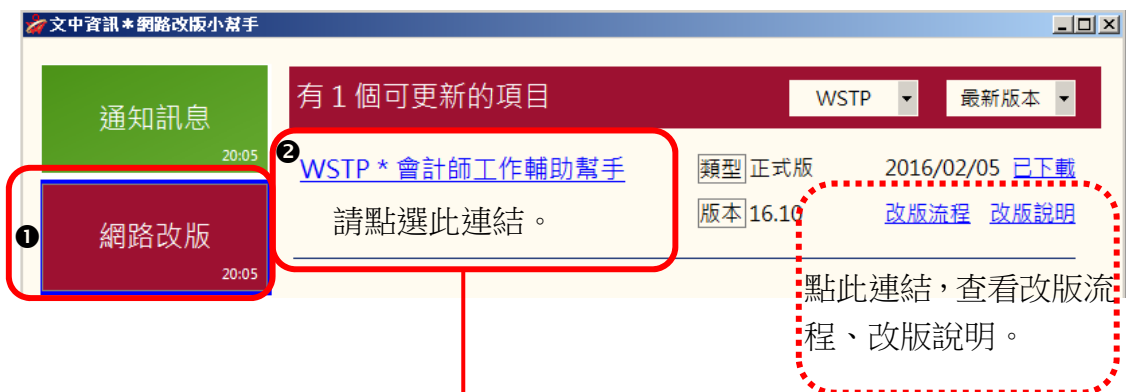 文中資訊*網路改版小幫手
通知訊息
20:05
有1個可更新的項目
WSTP
最新版本
❷
WSTP * 會計師工作輔助幫手
請點選此連結。
類型 正式版
2016/02/05 已下載
版本 16.10
改版流程 改版說明
❶
網路改版
20:05
點此連結，查看改版流
程、改版說明。